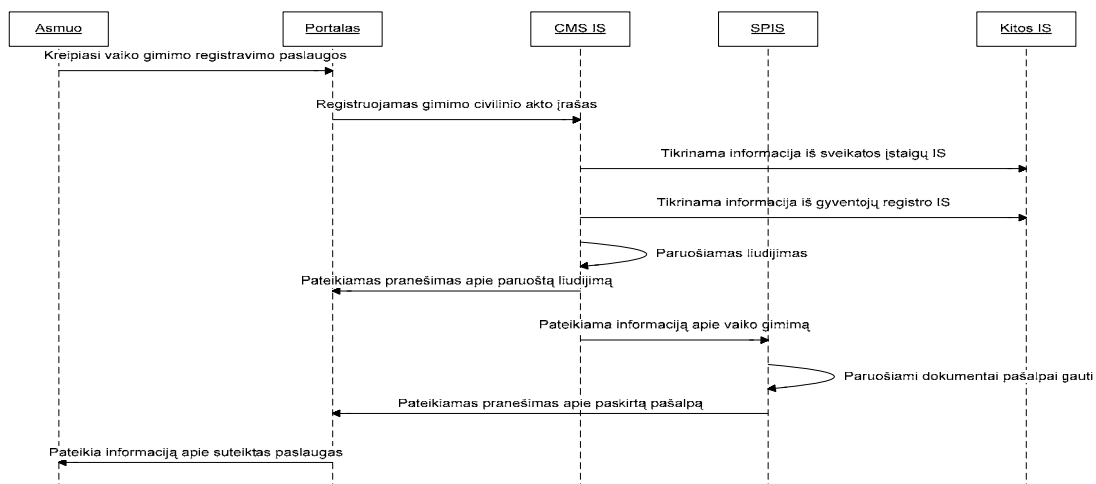 Asmuo
Portalas
CMS IS
SPIS
Kitos IS
Kreipiasi vaiko gimimo registravimo paslaugos
Registruojamas gimimo civilinio akto įrašas
Tikrinama informacija iš sveikatos įstaigų IS
Tikrinama informacija iš gyventojų registro IS
Paruošiamas liudijimas
Pateikiamas pranešimas apie paruoštą liudijimą
Pateikiama informaciją apie vaiko gimimą
Paruošiami dokumentai pašalpai gauti
Pateikiamas pranešimas apie paskirtą pašalpą
Pateikia informaciją apie suteiktas paslaugas